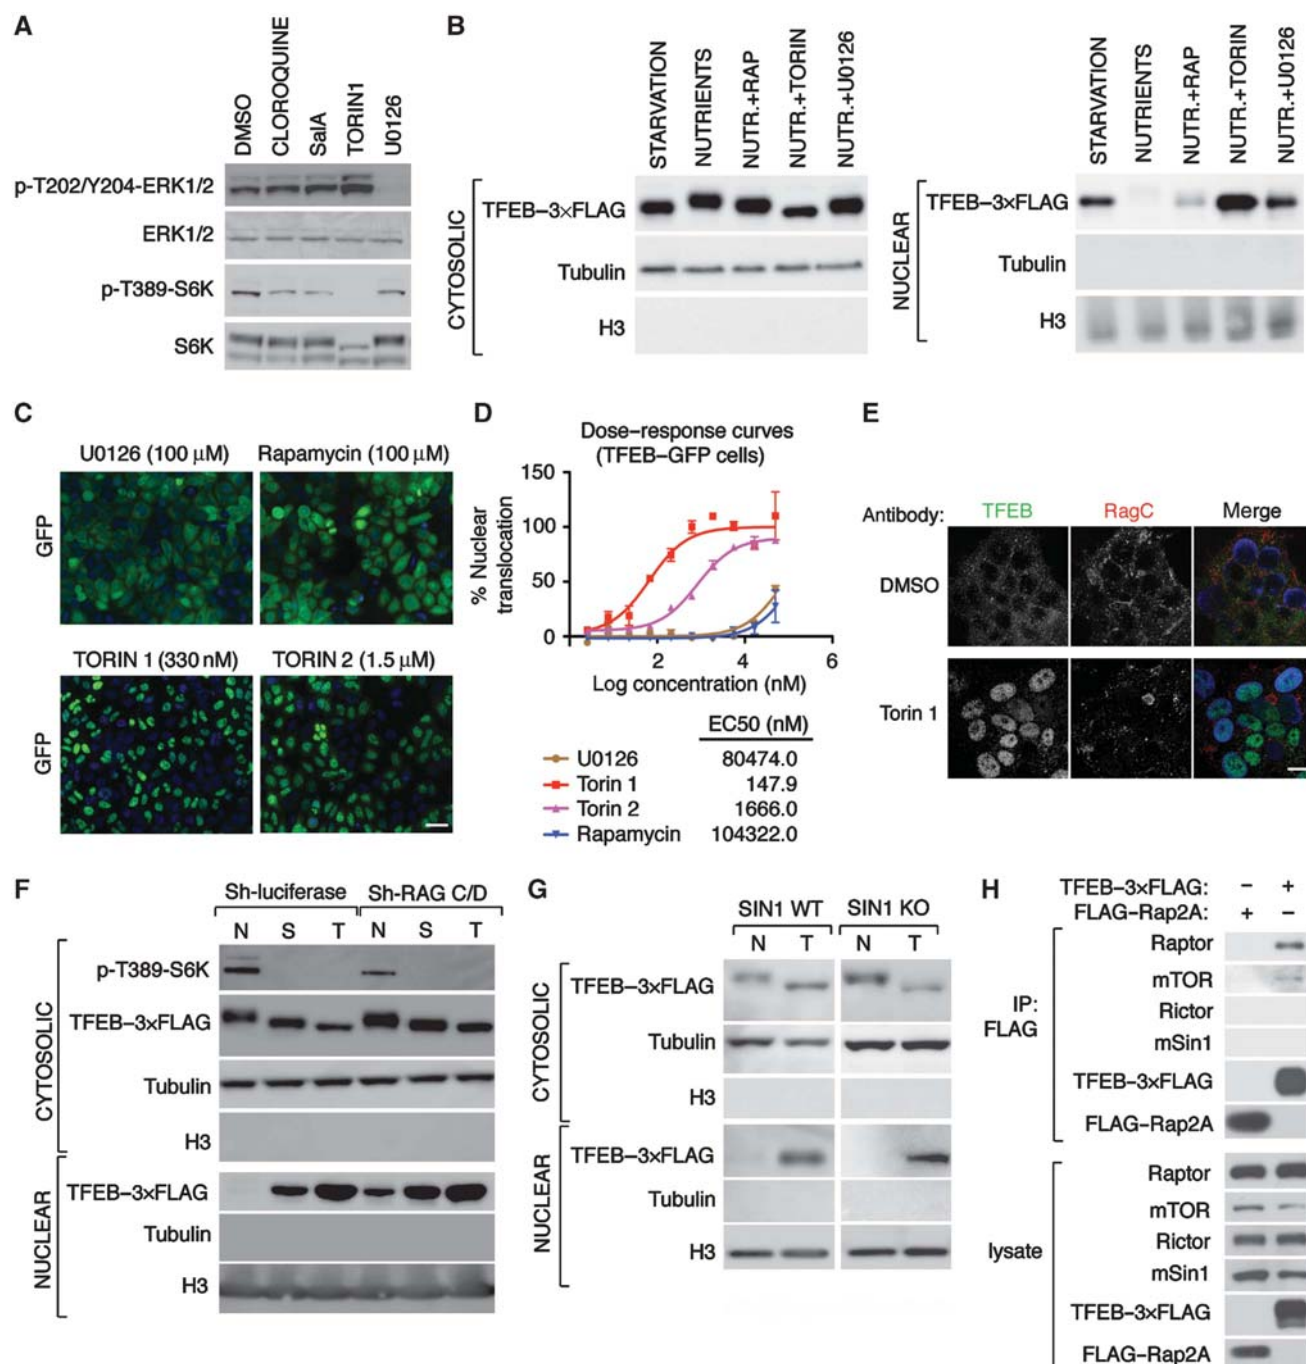 A
DMSO
CLOROQUINE
SalA
TORIN1
U0126
p-T202/Y204-ERK1/2
ERK1/2
p-T389-S6K
S6K
B
STARVATION
NUTRIENTS
NUTR.+RAP
NUTR.+TORIN
NUTR.+U0126
CYTOSOLIC
TFEB–3×FLAG
Tubulin
H3
STARVATION
NUTRIENTS
NUTR.+RAP
NUTR.+TORIN
NUTR.+U0126
NUCLEAR
TFEB–3×FLAG
Tubulin
H3
C
U0126 (100 μM)
Rapamycin (100 μM)
GFP
TORIN 1 (330 nM)
TORIN 2 (1.5 μM)
GFP
D
Dose–response curves
(TFEB–GFP cells)
% Nuclear
translocation
150
100
50
0
2
4
6
Log concentration (nM)
EC50 (nM)
U0126 80474.0
Torin 1 147.9
Torin 2 1666.0
Rapamycin 104322.0
E
Antibody: TFEB RagC Merge
DMSO
Torin 1
F
Sh-luciferase Sh-RAG C/D
N S T N S T
CYTOSOLIC
p-T389-S6K
TFEB–3×FLAG
Tubulin
H3
NUCLEAR
TFEB–3×FLAG
Tubulin
H3
G
SIN1 WT SIN1 KO
N T N T
CYTOSOLIC
TFEB–3×FLAG
Tubulin
H3
NUCLEAR
TFEB–3×FLAG
Tubulin
H3
H
TFEB–3×FLAG: – +
FLAG–Rap2A: + –
IP:
FLAG
Raptor
mTOR
Rictor
mSin1
TFEB–3×FLAG
FLAG–Rap2A
lysate
Raptor
mTOR
Rictor
mSin1
TFEB–3×FLAG
FLAG–Rap2A